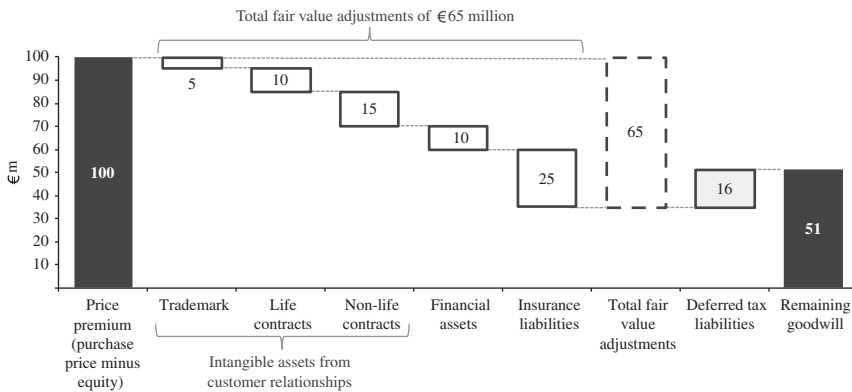 Total fair value adjustments of €65 million
€m
100
90
80
70
60
50
40
30
20
10
100
5
10
15
10
25
65
16
51
Price
premium
(purchase
price minus
equity)
Trademark
Life
contracts
Non-life
contracts
Financial
assets
Insurance
liabilities
Total fair
value
adjustments
Deferred tax
liabilities
Remaining
goodwill
Intangible assets from
customer relationships